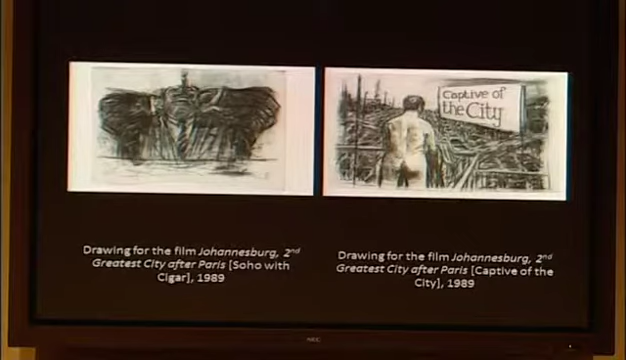 Captive of
the City
Drawing for the film Johannesburg, 2nd
Greatest City after Paris [Soho with
Cigar], 1989
Drawing for the film Johannesburg, 2nd
Greatest City after Paris [Captive of the
City], 1989
NEC